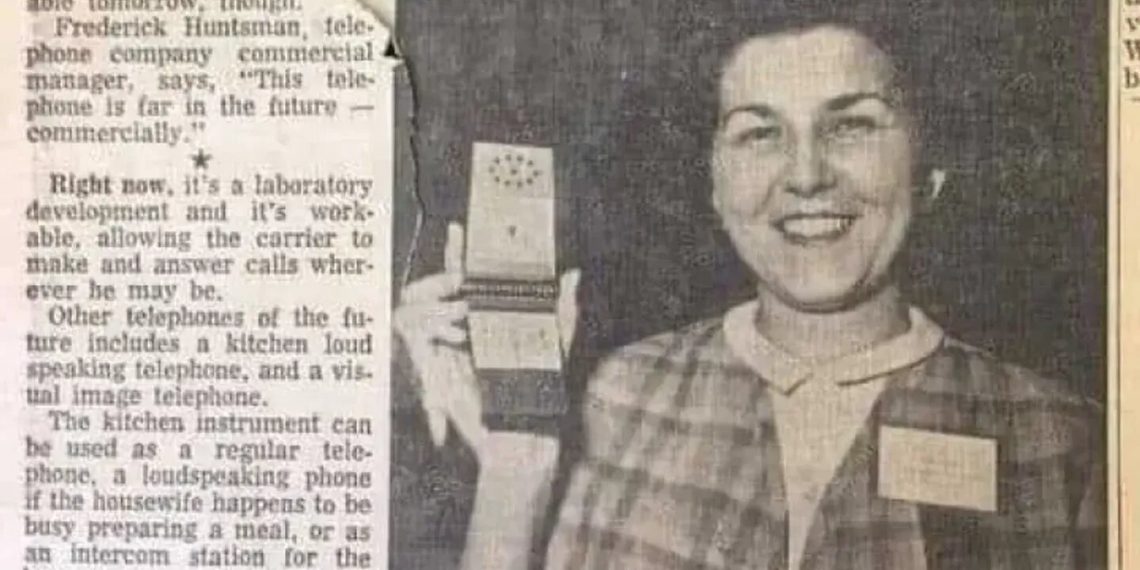 able tomorrow, though.
Frederick Huntsman, tele-
phone company commercial
manager, says, "This tele-
phone is far in the future —
commercially."
★
Right now, it's a laboratory
development and it's work-
able, allowing the carrier to
make and answer calls wher-
ever he may be.
Other telephones of the fu-
ture includes a kitchen loud
speaking telephone, and a vis-
ual image telephone.
The kitchen instrument can
be used as a regular tele-
phone, a loudspeaking phone
if the housewife happens to be
busy preparing a meal, or as
an intercom station for the